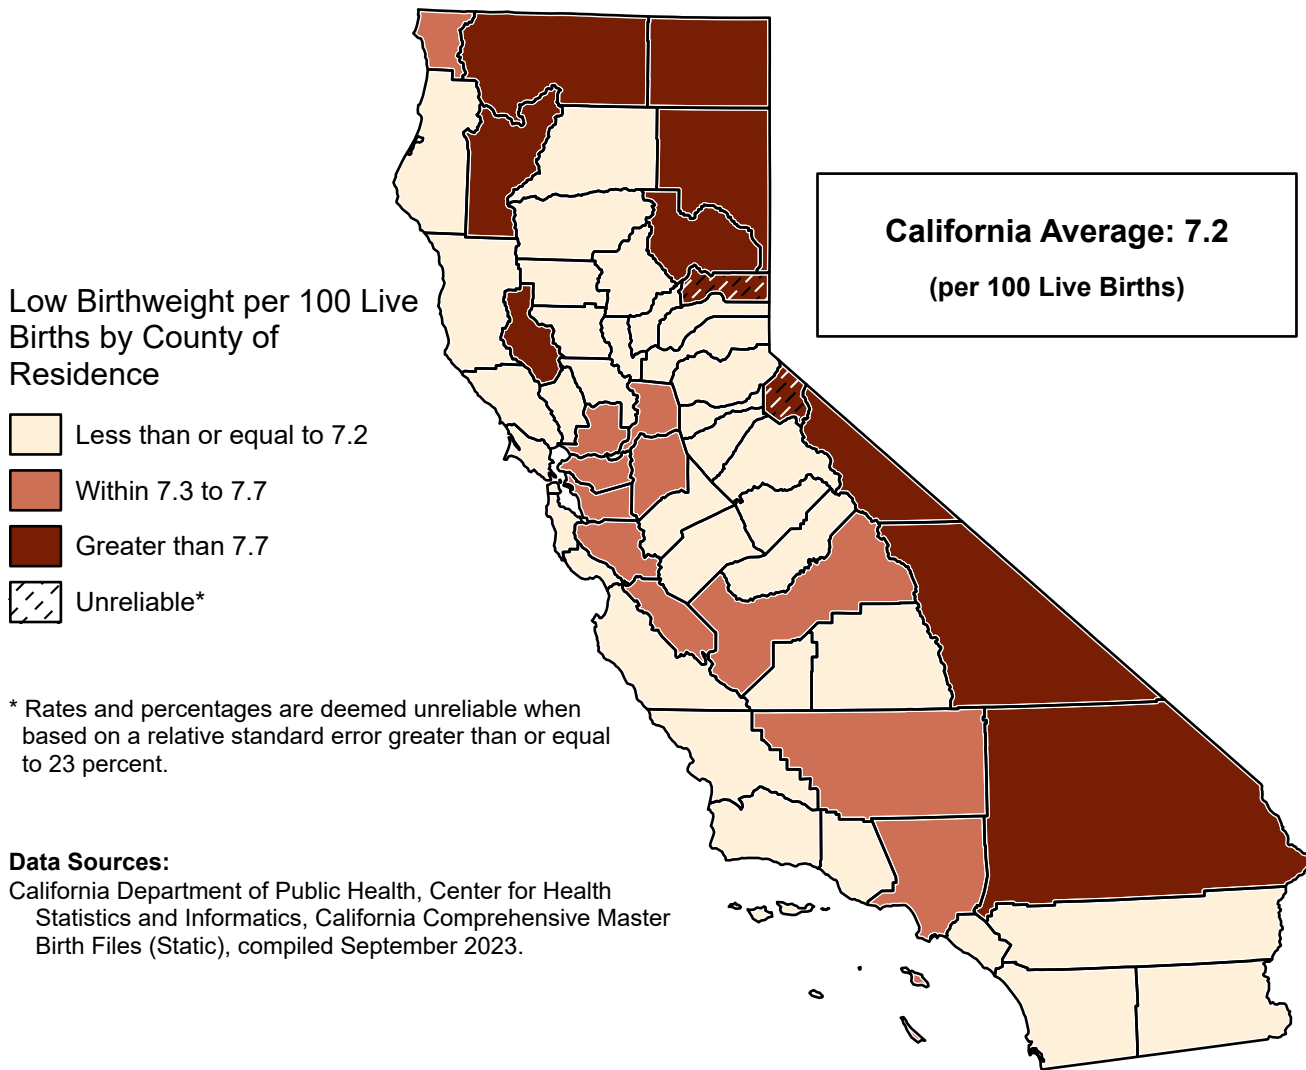 California Average: 7.2
(per 100 Live Births)
Low Birthweight per 100 Live
Births by County of
Residence
Less than or equal to 7.2
Within 7.3 to 7.7
Greater than 7.7
Unreliable*
* Rates and percentages are deemed unreliable when
based on a relative standard error greater than or equal
to 23 percent.
Data Sources:
California Department of Public Health, Center for Health
Statistics and Informatics, California Comprehensive Master
Birth Files (Static), compiled September 2023.